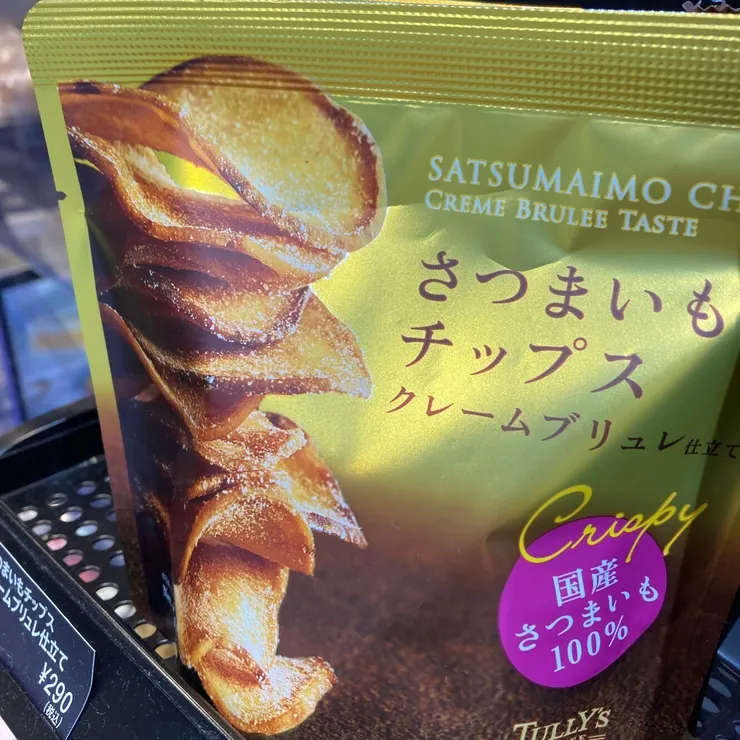 SATSUMAIMO CH
CREME BRULEE TASTE
さつまいも
チップス
クレームブリュレ仕立て
Crispy
国産
さつまいも
100%
TULLY'S
つまいもチップス
ームブリュレ仕立て
¥290
(税込)